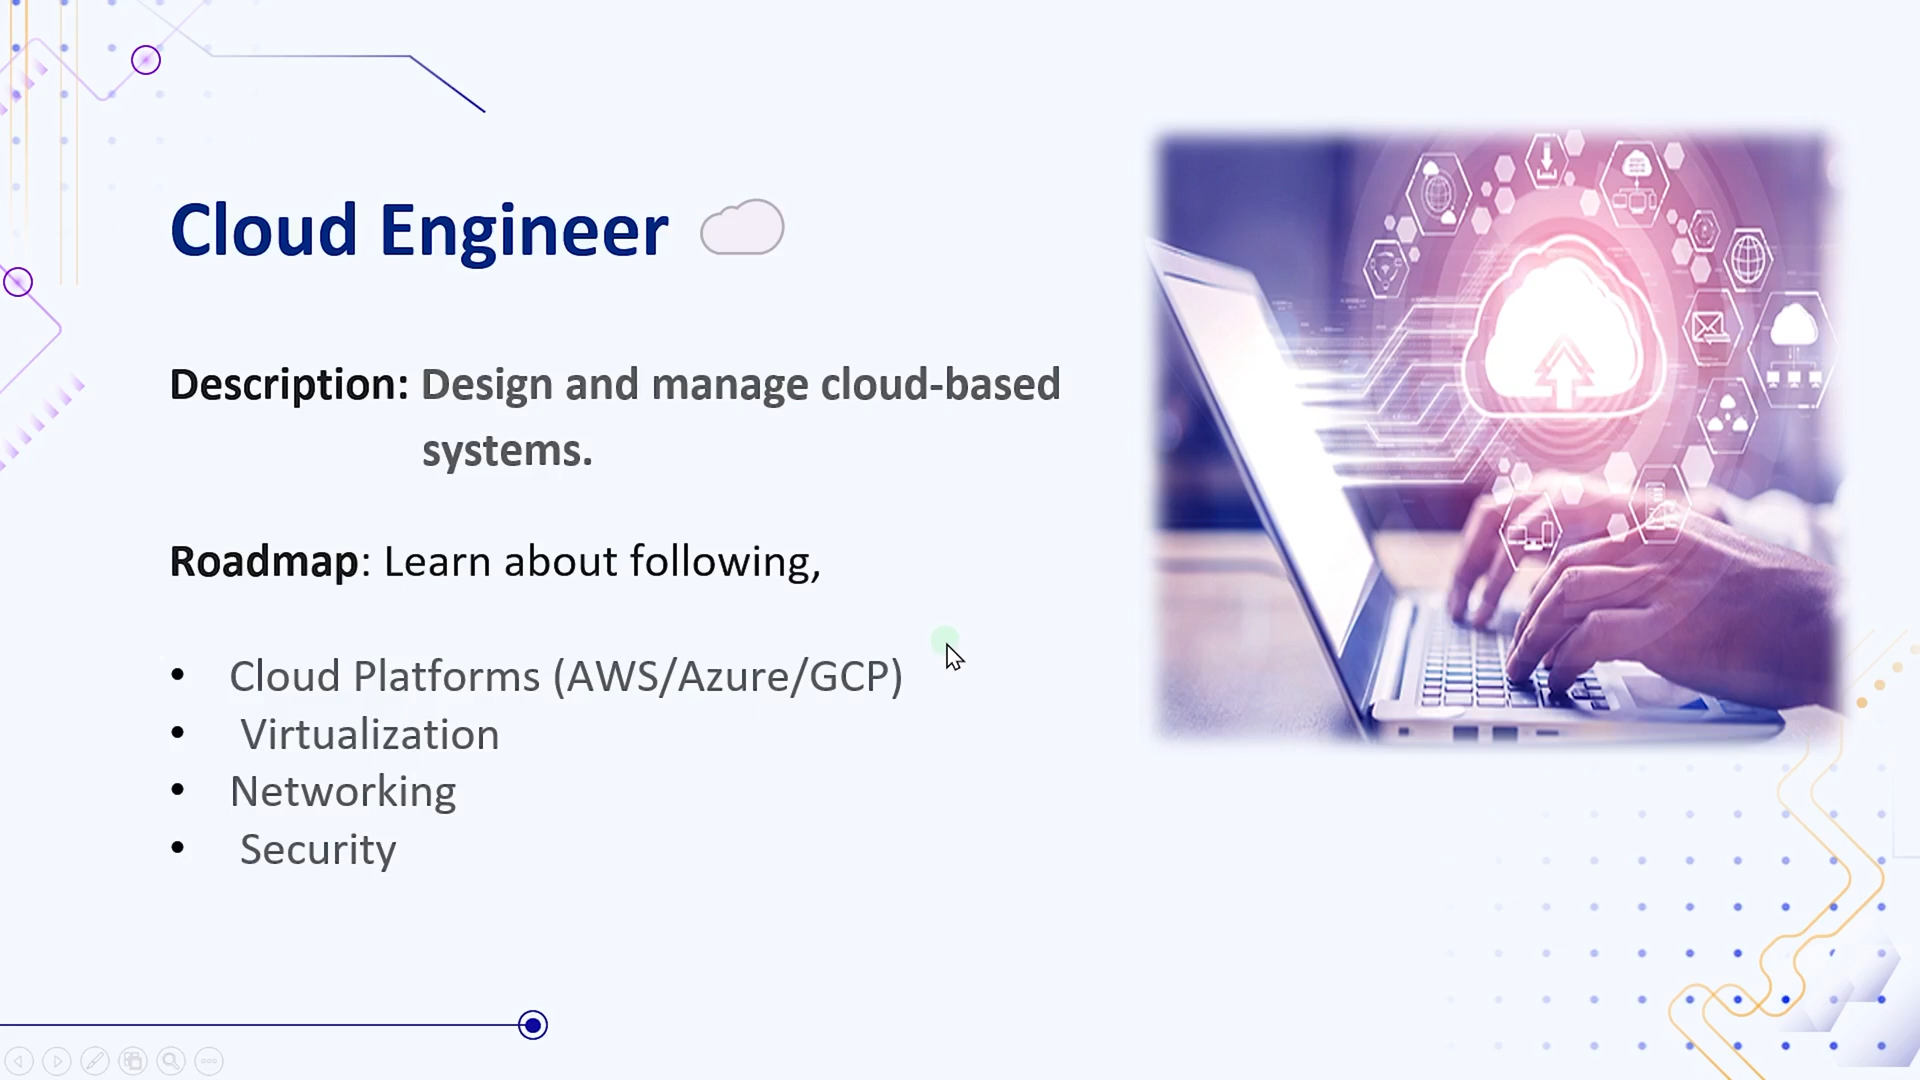 Cloud Engineer
Description: Design and manage cloud-based
systems.
Roadmap: Learn about following,
• Cloud Platforms (AWS/Azure/GCP)
• Virtualization
• Networking
• Security